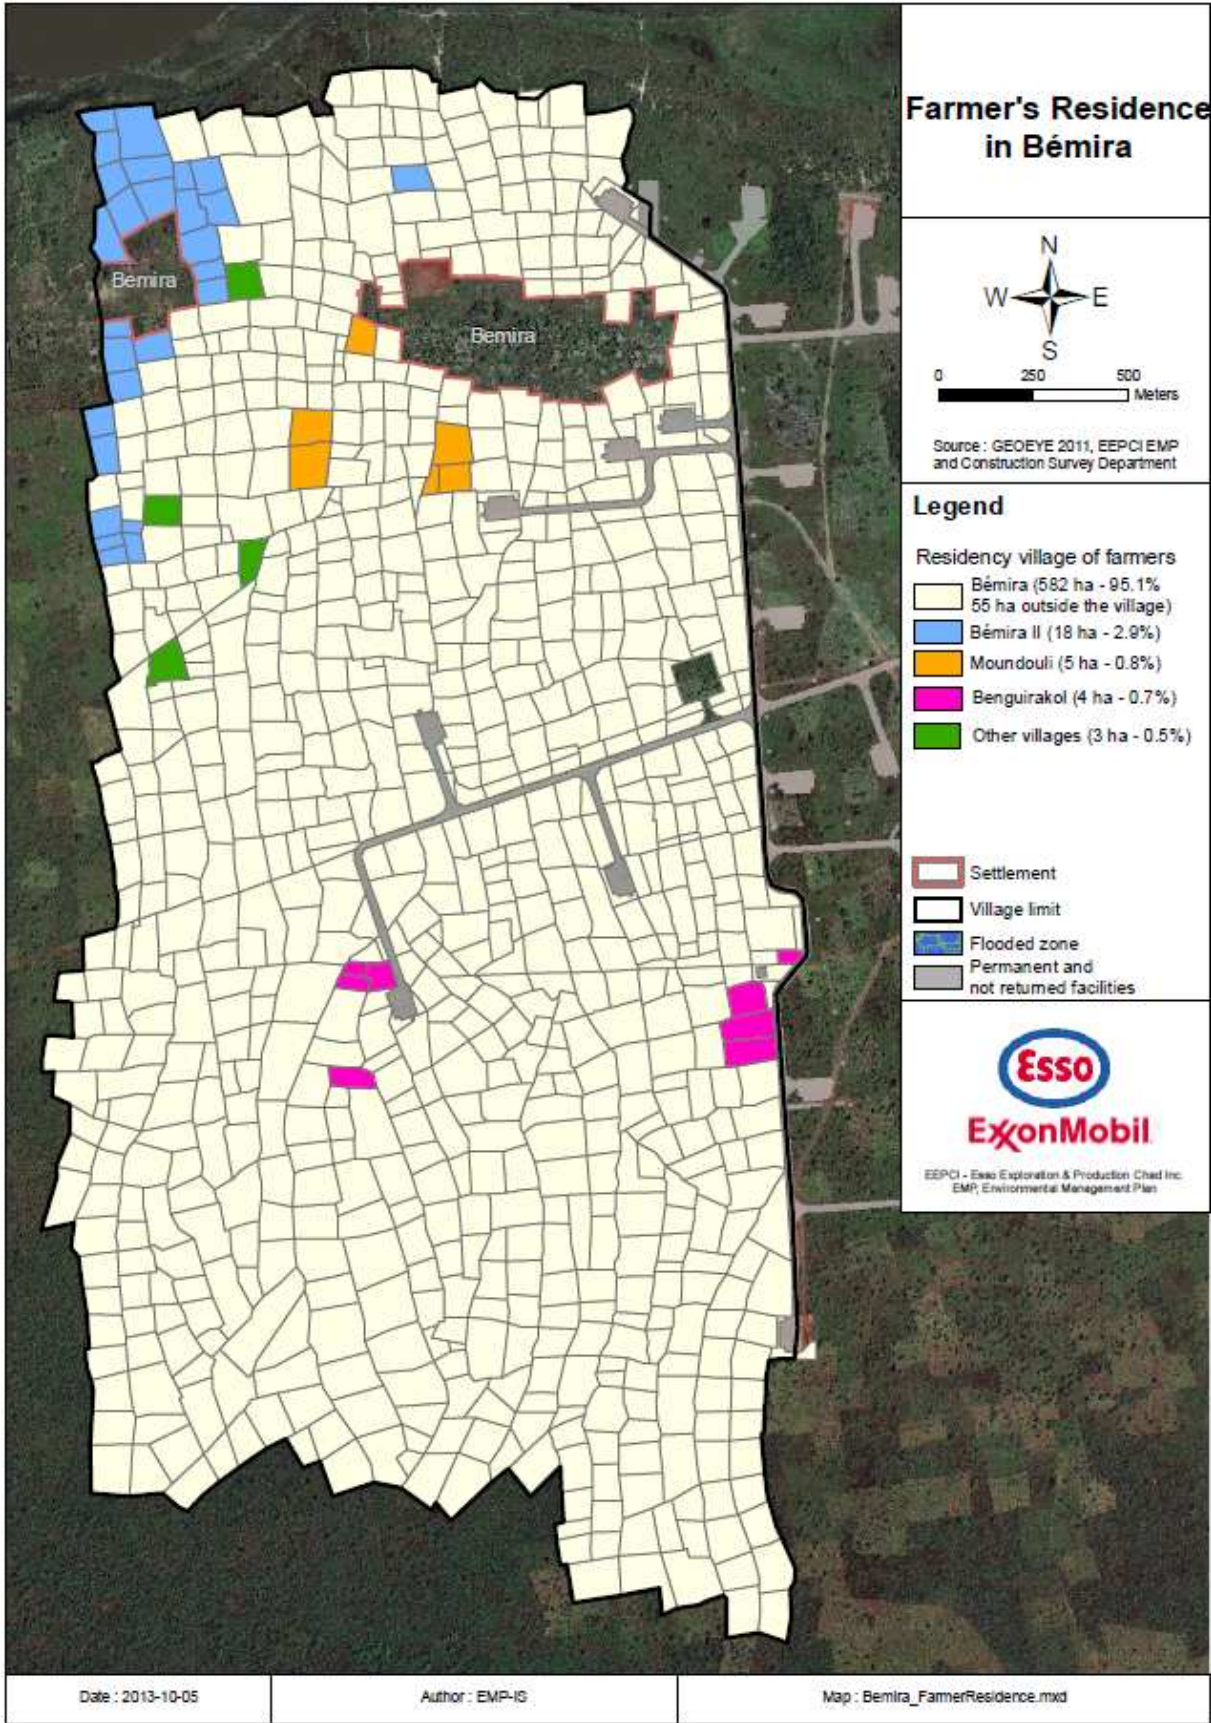 Farmer's Residence
in Bémira
N
W
E
S
0 250 500
Meters
Source : GEOEYE 2011, EEPCI EMP
and Construction Survey Department
Legend
Residency village of farmers
Bémira (582 ha - 95.1%
55 ha outside the village)
Bémira II (18 ha - 2.9%)
Moundouli (5 ha - 0.8%)
Benguirakol (4 ha - 0.7%)
Other villages (3 ha - 0.5%)
Settlement
Village limit
Flooded zone
Permanent and
not returned facilities
Esso
ExxonMobil
EEPCI - Esso Exploration & Production Chad Inc.
EMP, Environmental Management Plan
Bemira
Bemira
Date : 2013-10-05
Author : EMP-IS
Map : Bemira_FarmerResidence.mxd